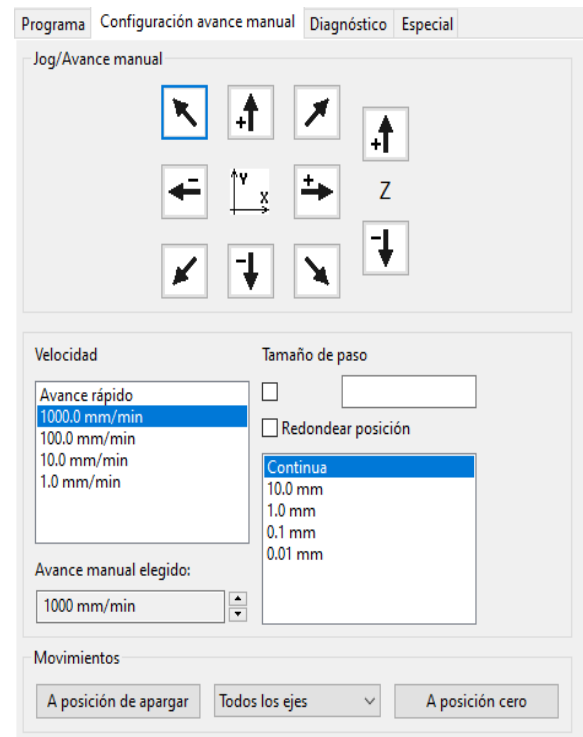 Programa Configuración avance manual Diagnóstico Especial
Jog/Avance manual
+
+
-
Y
X
+
Z
-
-
Velocidad
Tamaño de paso
Avance rápido
1000.0 mm/min
100.0 mm/min
10.0 mm/min
1.0 mm/min
Redondear posición
Continua
10.0 mm
1.0 mm
0.1 mm
0.01 mm
Avance manual elegido:
1000 mm/min
Movimientos
A posición de apargar Todos los ejes A posición cero